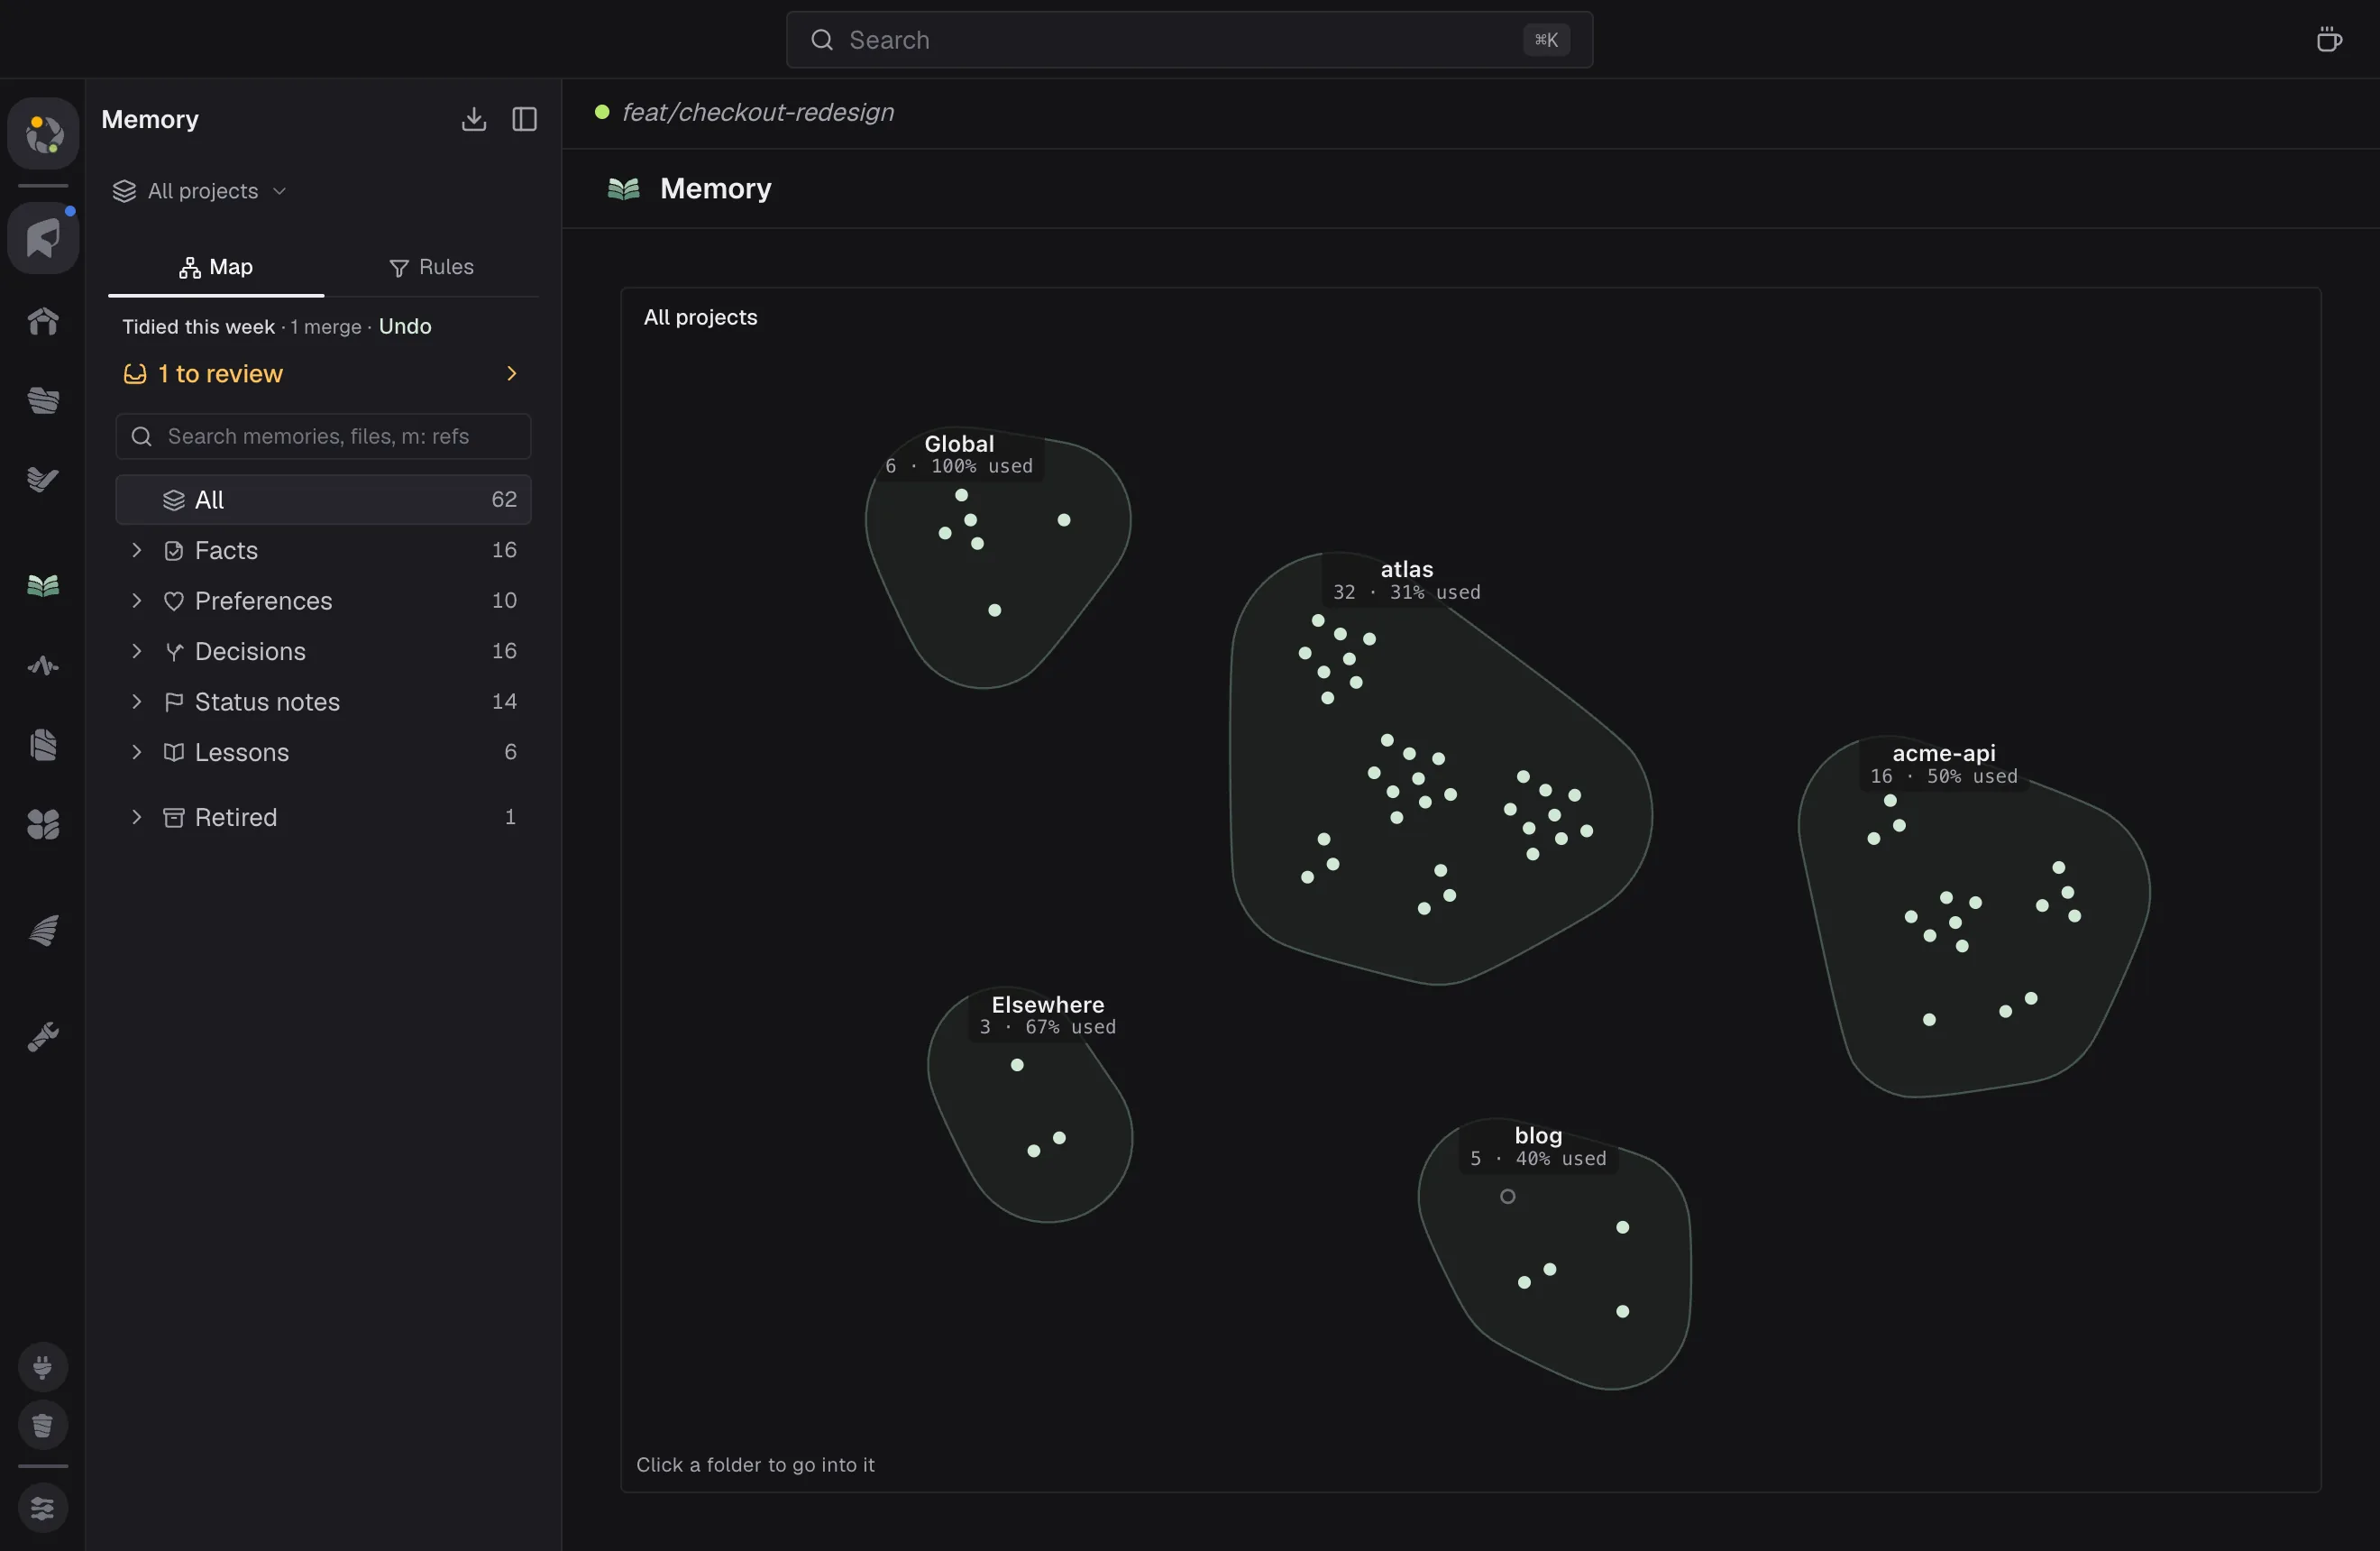 Search
⌘K
Memory
All projects
Map
Rules
Tidied this week · 1 merge · Undo
1 to review
Search memories, files, m: refs
All 62
Facts 16
Preferences 10
Decisions 16
Status notes 14
Lessons 6
Retired 1
feat/checkout-redesign
Memory
All projects
Global
6 · 100% used
atlas
32 · 31% used
acme-api
16 · 50% used
Elsewhere
3 · 67% used
blog
5 · 40% used
Click a folder to go into it